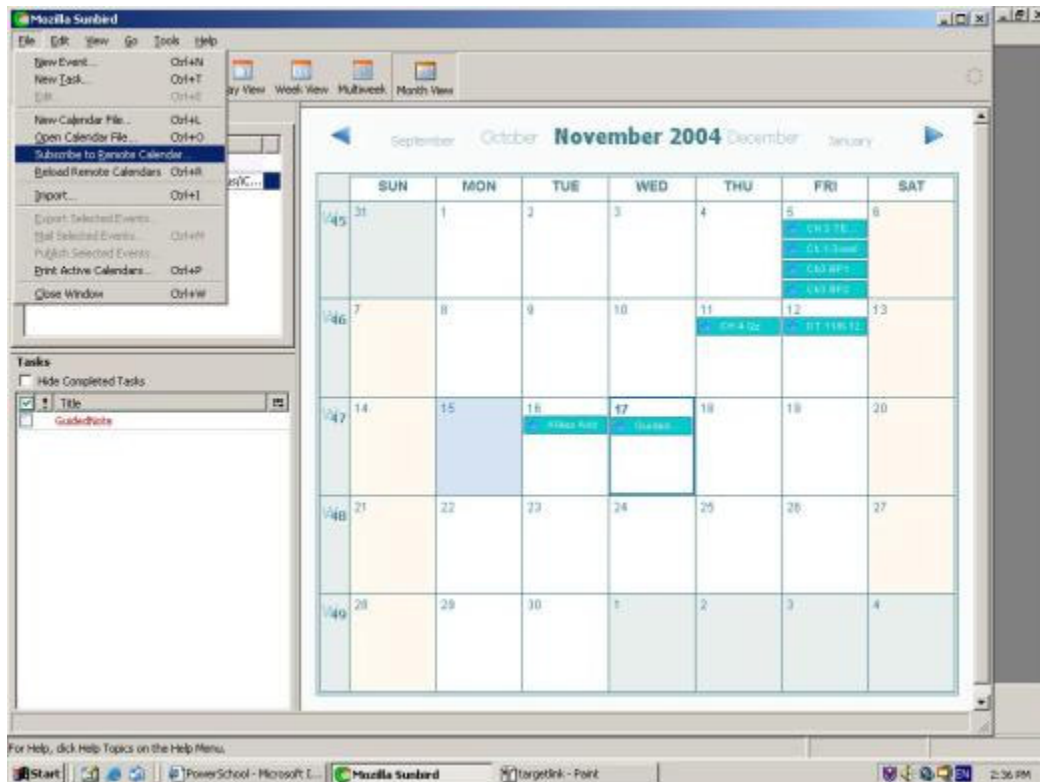 Mozilla Sunbird
File Edit View Go Tools Help
New Event... Ctrl+N
New Task... Ctrl+T
Edit... Ctrl+E
New Calendar File... Ctrl+L
Open Calendar File... Ctrl+O
Subscribe to Remote Calendar...
Reload Remote Calendars Ctrl+R
Import... Ctrl+I
Export Selected Events...
Mail Selected Events... Ctrl+M
Publish Selected Events...
Print Active Calendars... Ctrl+P
Close Window Ctrl+W
ay View Week View Multiweek Month View
September October November 2004 December January
SUN MON TUE WED THU FRI SAT
45 31 1 2 3 4 5 6
46 7 8 9 10 11 12 13
47 14 15 16 17 18 19 20
Guided
48 21 22 23 24 25 26 27
49 28 29 30 1 2 3 4
Tasks
Hide Completed Tasks
! Title
GuidedNote
For Help, click Help Topics on the Help Menu.
Start PowerSchool - Microsoft I... Mozilla Sunbird targetlink - Paint EN 2:36 PM